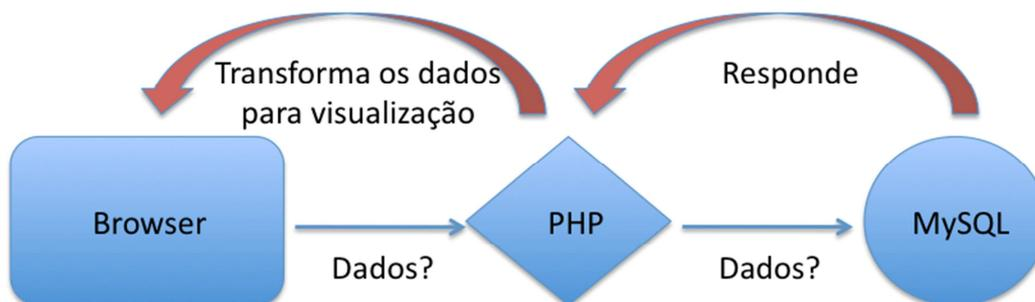 Transforma os dados
para visualização
Responde
Browser
PHP
MySQL
Dados?
Dados?